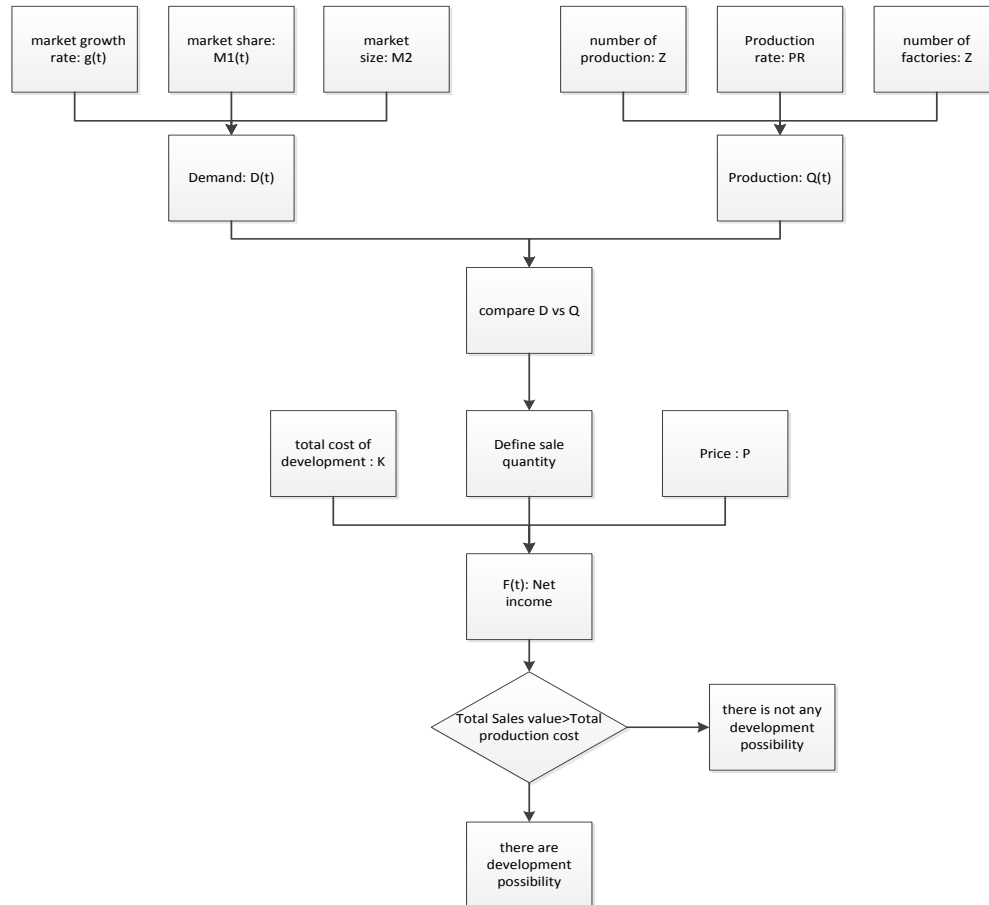 market growth
rate: g(t)
market share:
M1(t)
market
size: M2
number of
production: Z
Production
rate: PR
number of
factories: Z
Demand: D(t)
Production: Q(t)
compare D vs Q
total cost of
development : K
Define sale
quantity
Price : P
F(t): Net
income
Total Sales value>Total
production cost
there is not any
development
possibility
there are
development
possibility